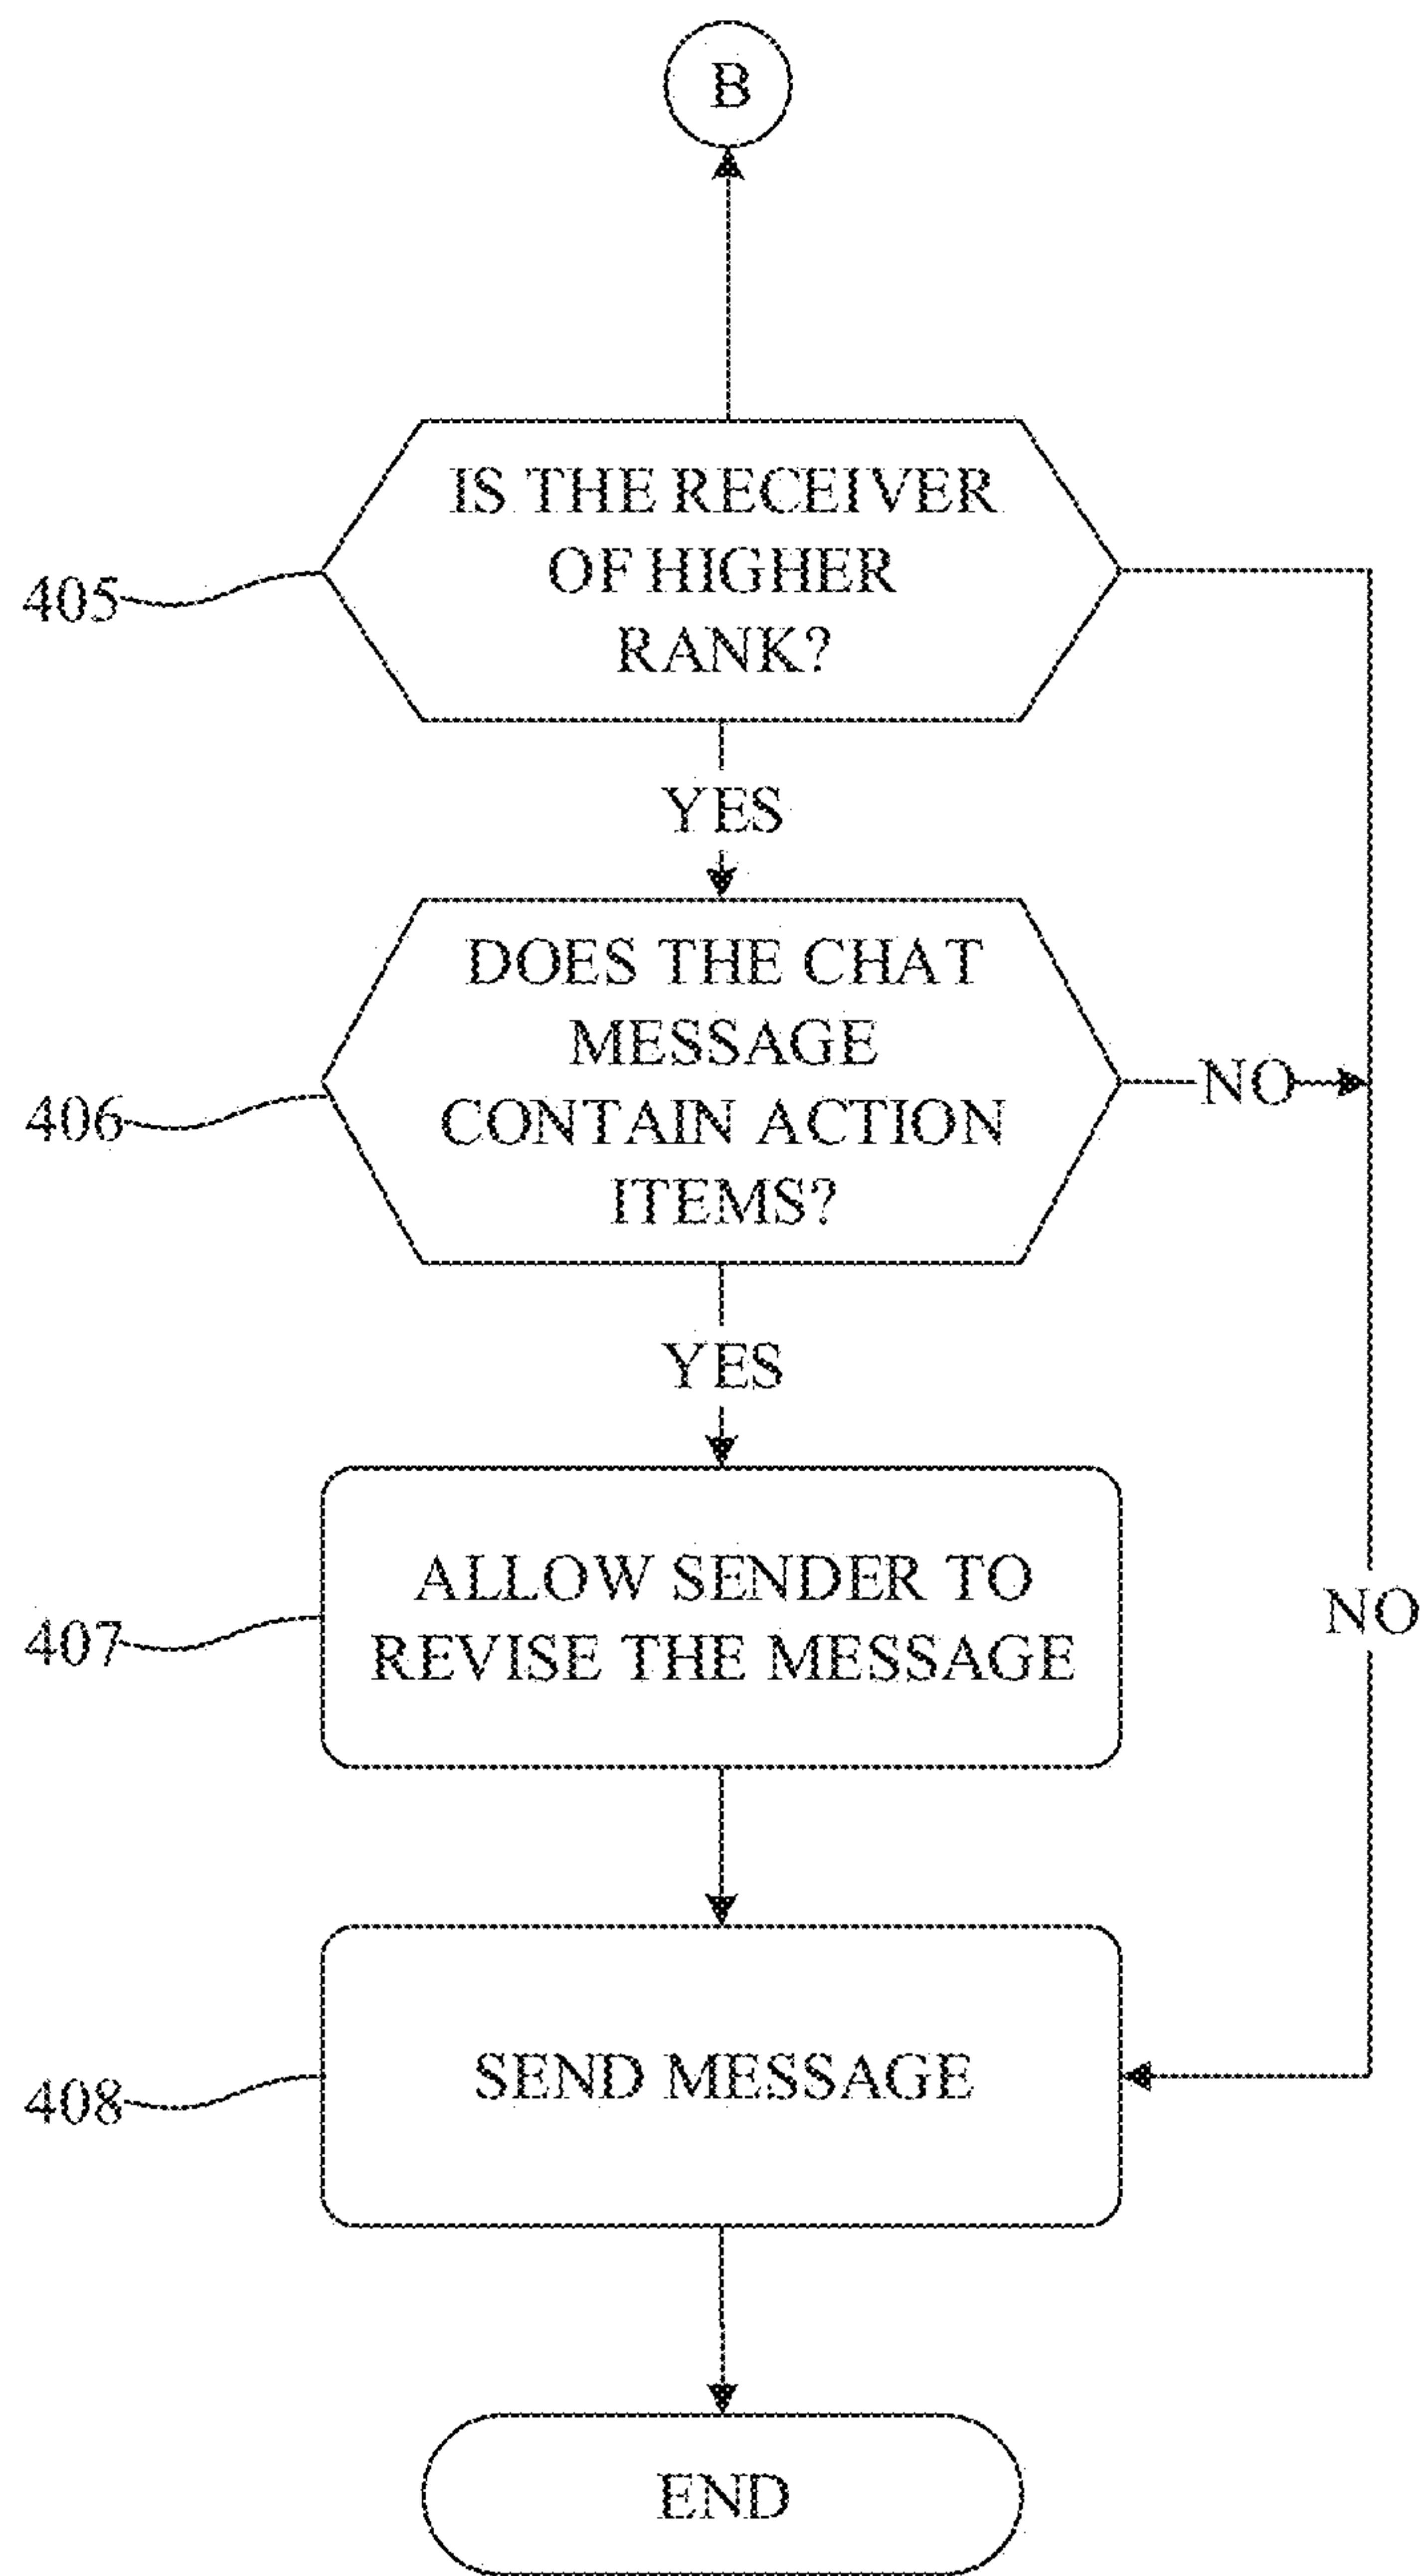 B
IS THE RECEIVER
OF HIGHER
RANK?
405
YES
DOES THE CHAT
MESSAGE
CONTAIN ACTION
ITEMS?
406
NO
YES
ALLOW SENDER TO
REVISE THE MESSAGE
407
NO
SEND MESSAGE
408
END